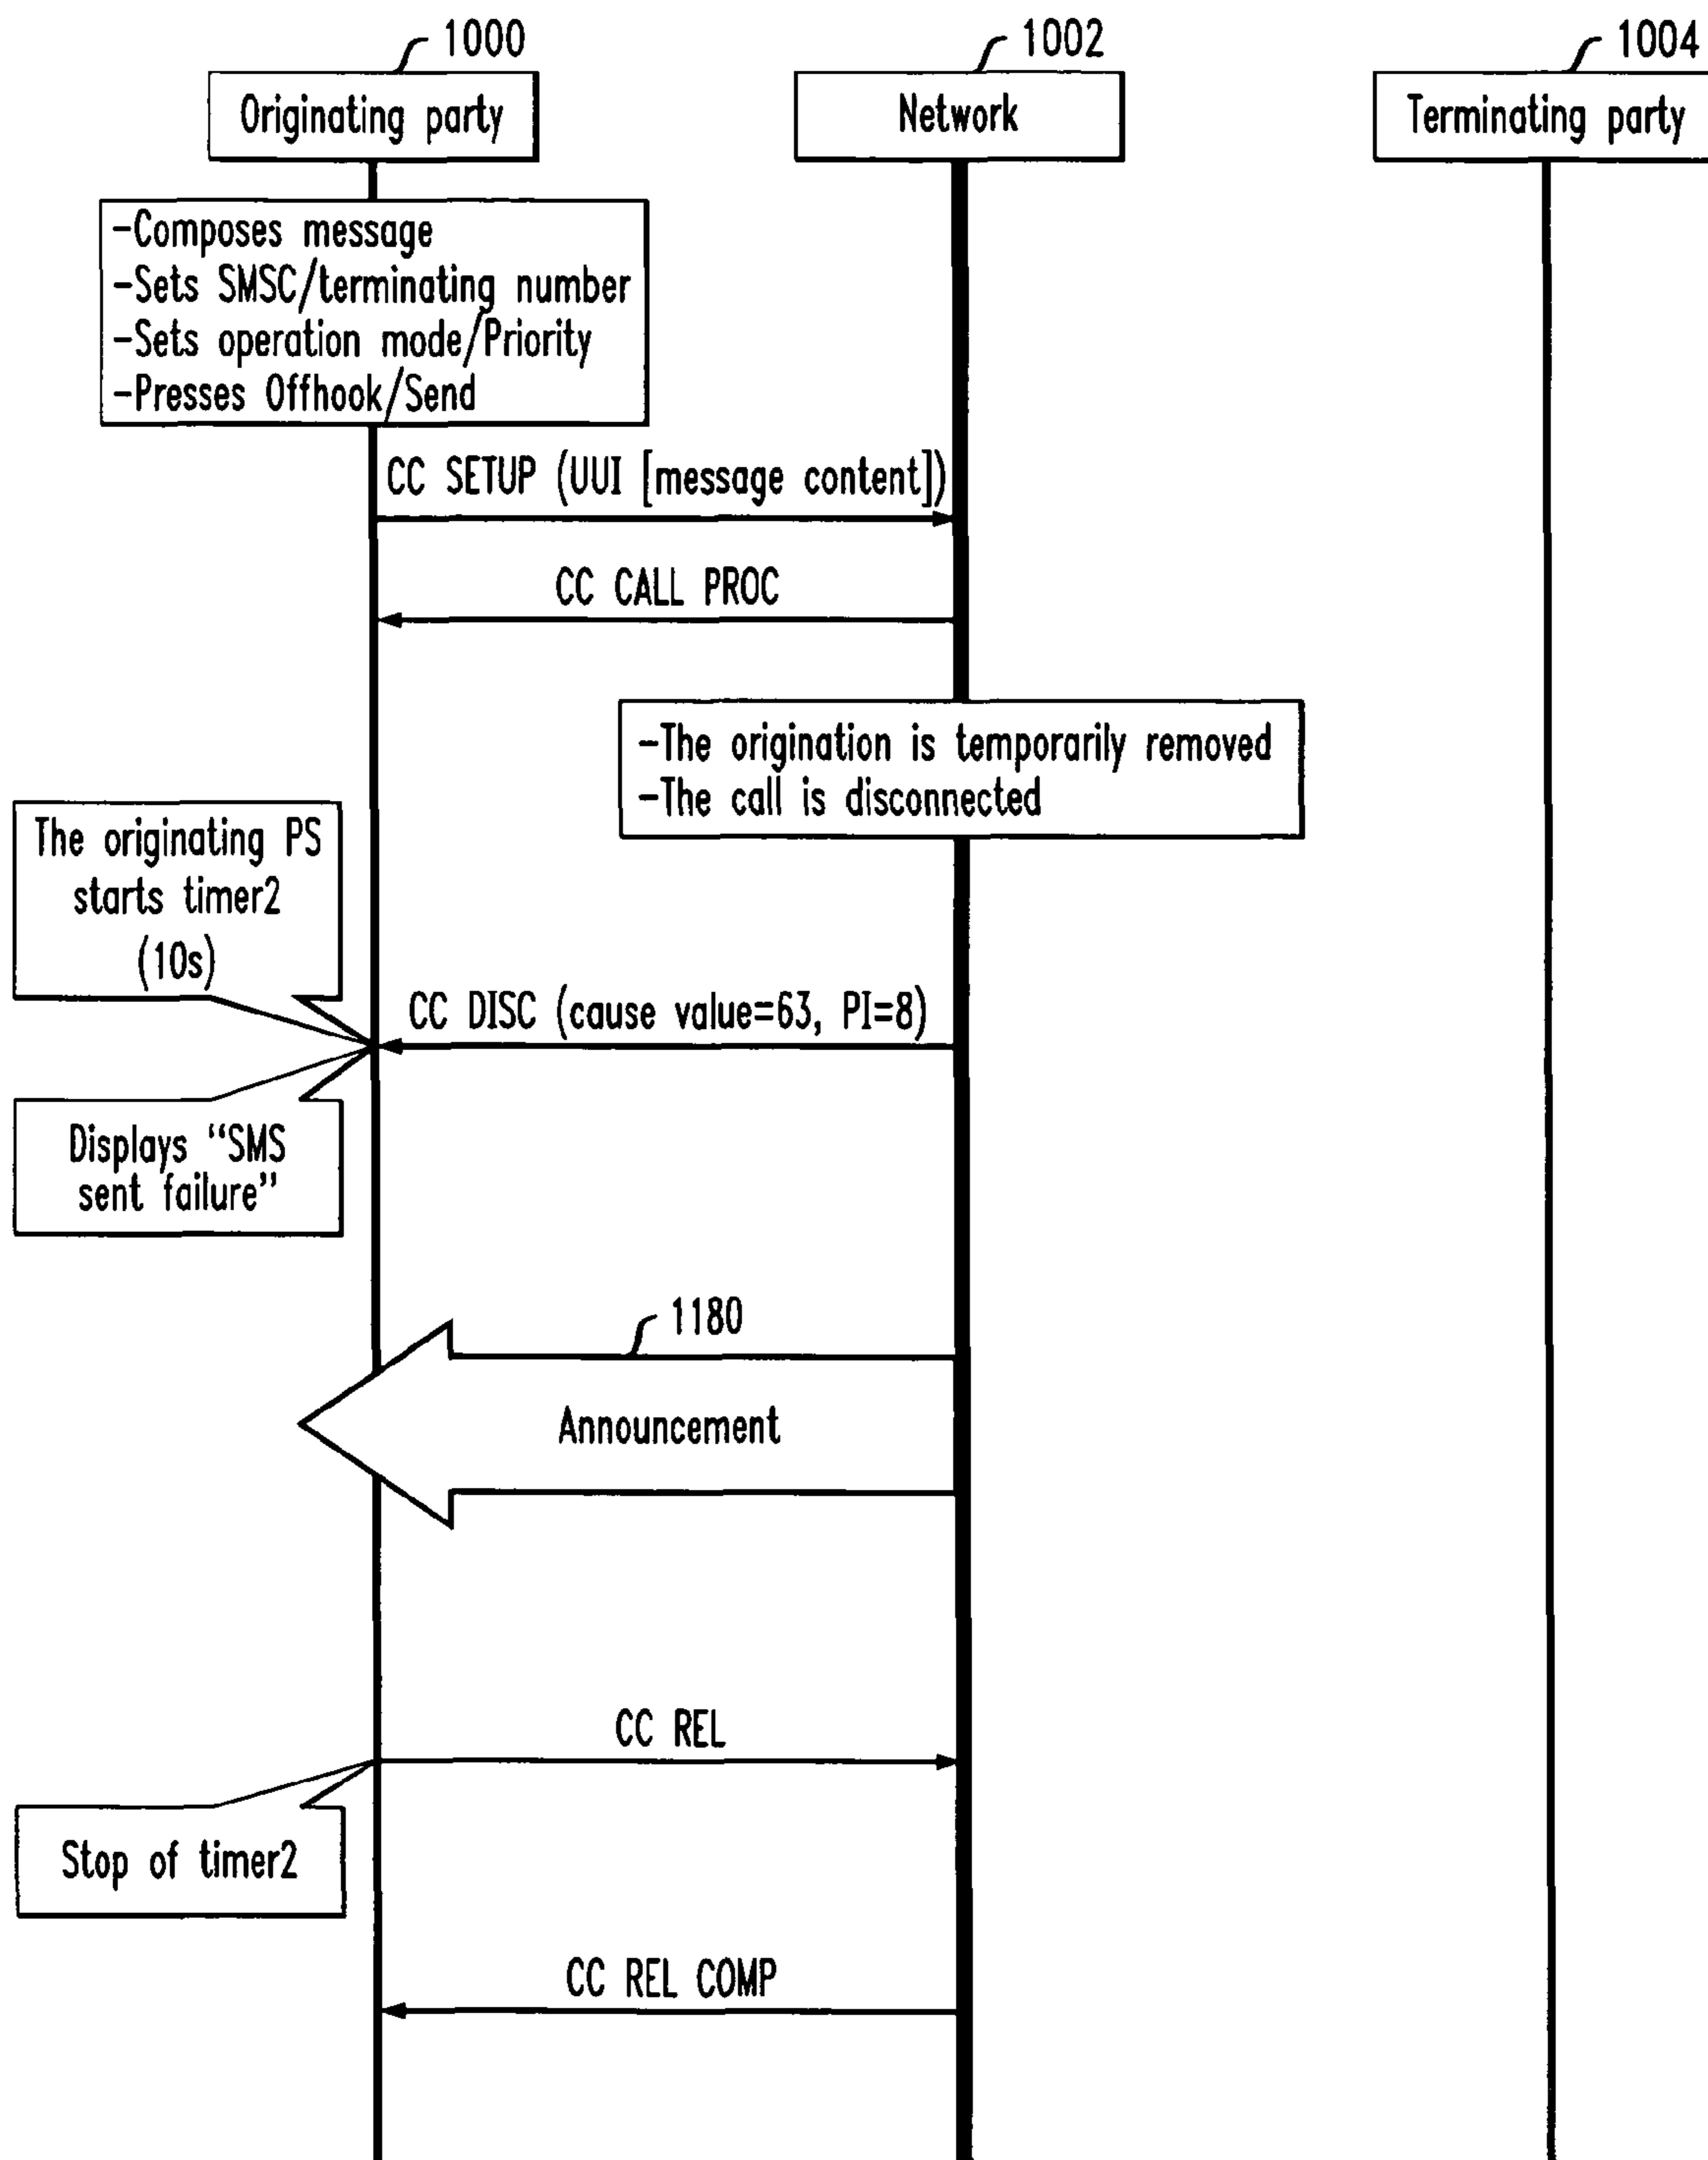 1000
1002
1004
Originating party
Network
Terminating party
-Composes message
-Sets SMSC/terminating number
-Sets operation mode/Priority
-Presses Offhook/Send
CC SETUP (UUI [message content])
CC CALL PROC
-The origination is temporarily removed
-The call is disconnected
The originating PS
starts timer2
(10s)
CC DISC (cause value=63, PI=8)
Displays “SMS
sent failure”
1180
Announcement
CC REL
Stop of timer2
CC REL COMP